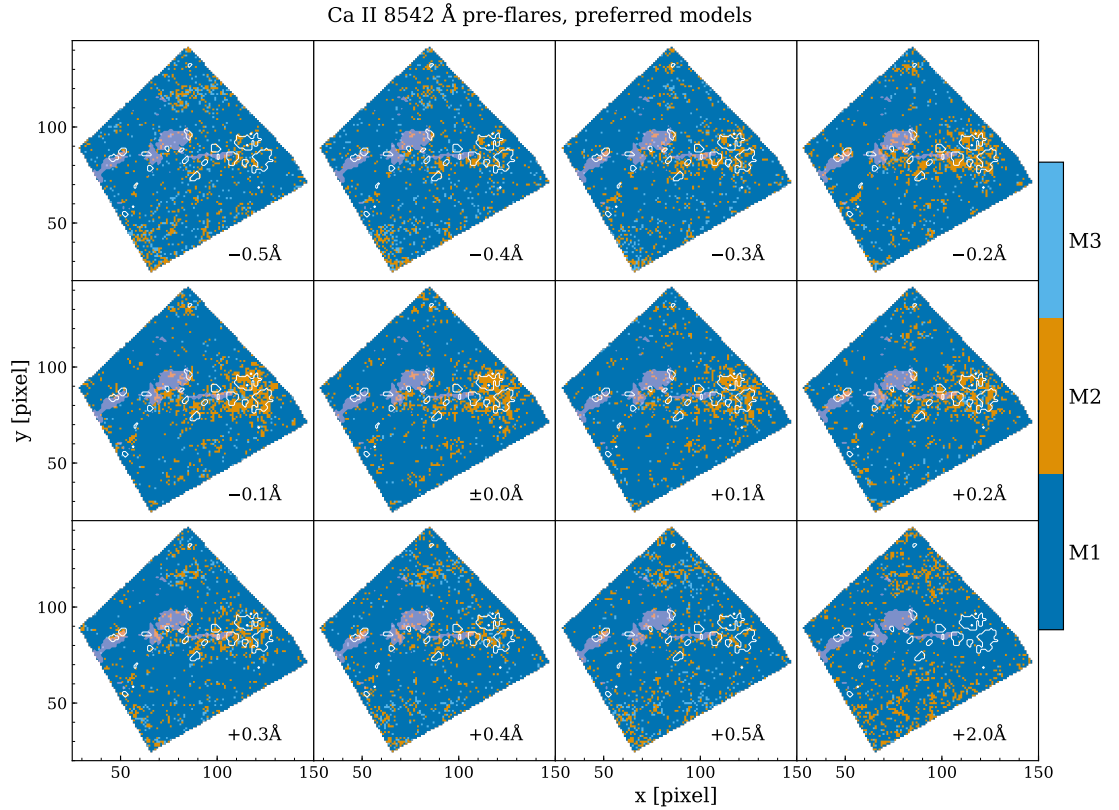 Ca II 8542 Å pre-flares, preferred models
100
50
−0.5Å
−0.4Å
−0.3Å
−0.2Å
100
50
−0.1Å
±0.0Å
+0.1Å
+0.2Å
100
50
+0.3Å
+0.4Å
+0.5Å
+2.0Å
50 100 150 50 100 150 50 100 150 50 100 150
x [pixel]
y [pixel]
M3
M2
M1